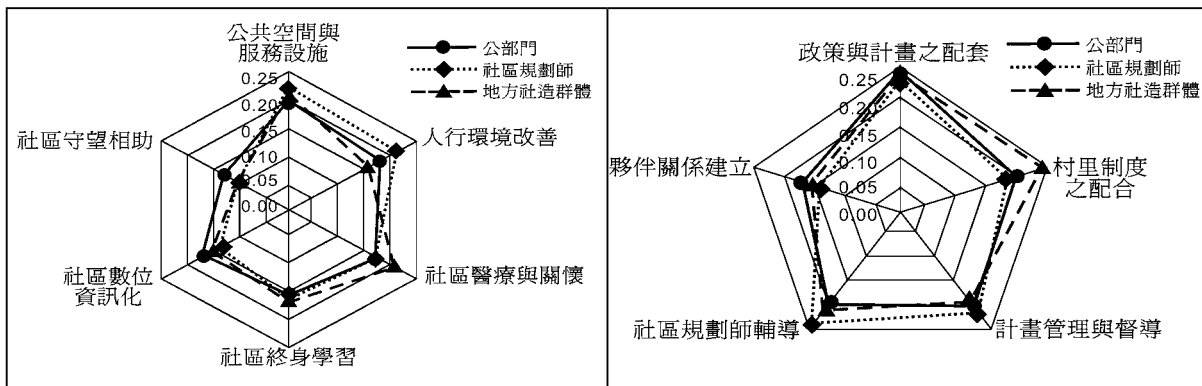 公共空間與
服務設施
公部門
社區規劃師
地方社造群體
0.25
0.20
0.15
0.10
0.05
0.00
社區守望相助
人行環境改善
社區數位
資訊化
社區醫療與關懷
社區終身學習
政策與計畫之配套
公部門
社區規劃師
地方社造群體
0.25
0.20
0.15
0.10
0.05
0.00
夥伴關係建立
村里制度
之配合
社區規劃師輔導
計畫管理與督導